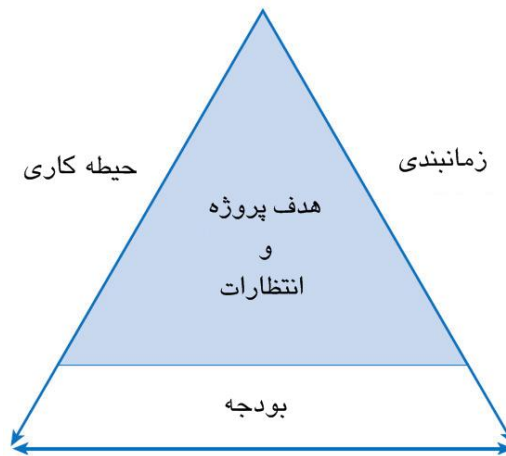 زمانبندی
حیطه کاری
هدف پروژه
و
انتظارات
بودجه